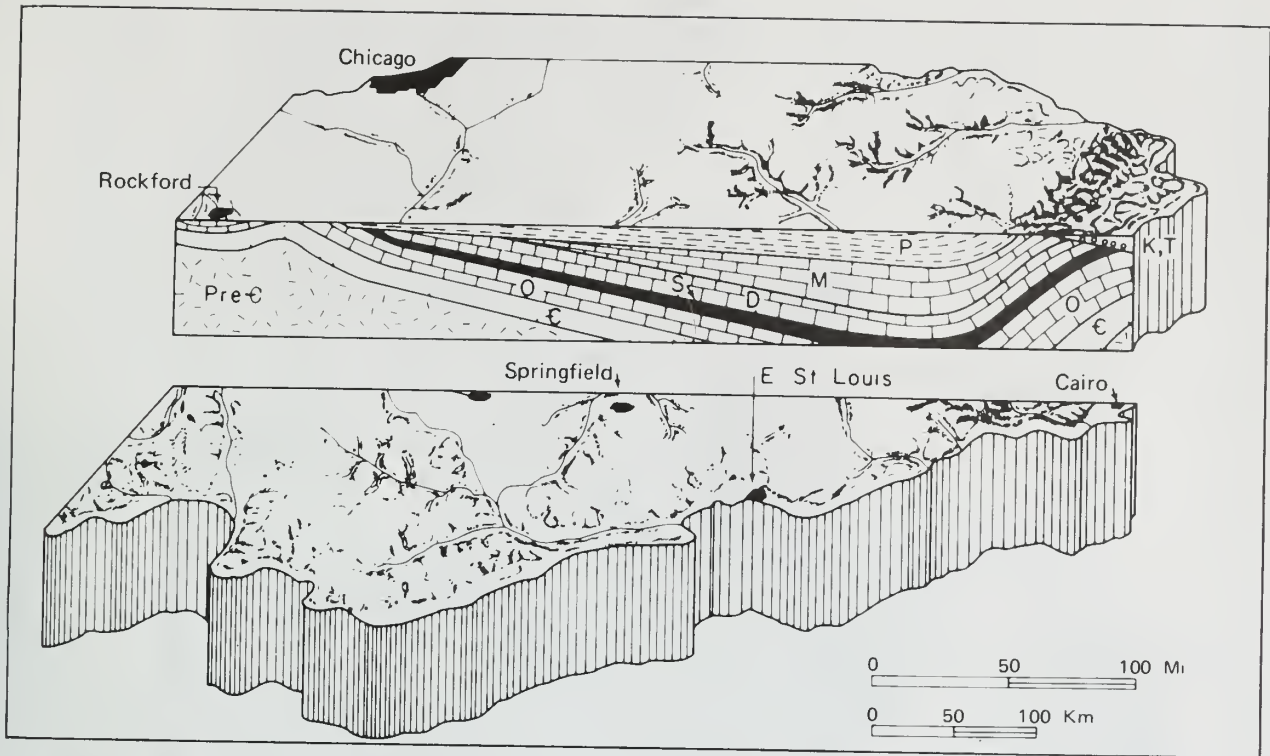 Chicago
Rockford
P
K,T
M
S
D
O
O
Є
Є
Pre-Є
Springfield
E St Louis
Cairo
0 50 100 Mi
0 50 100 Km